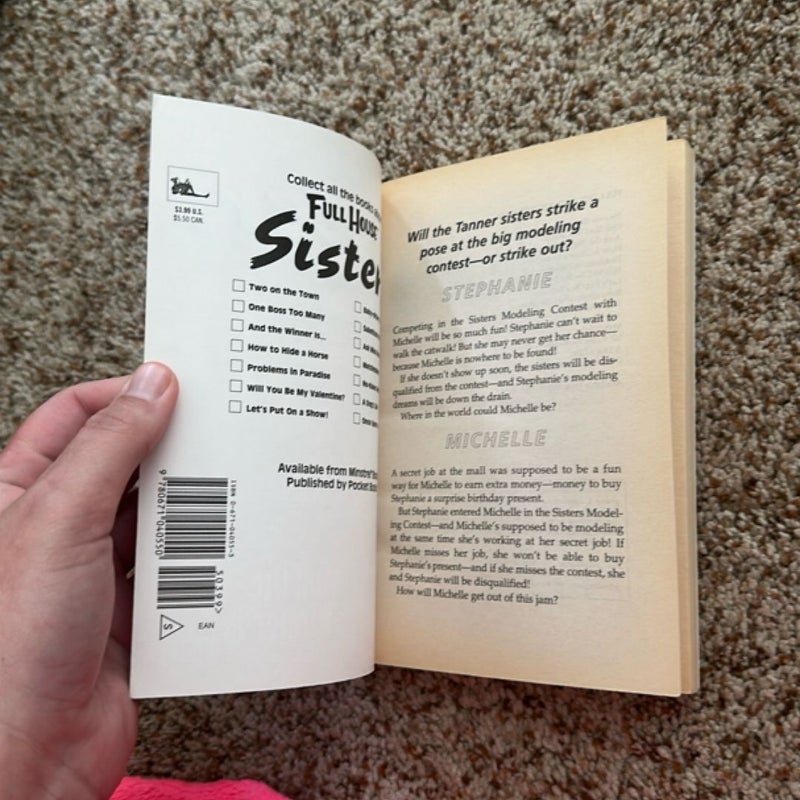 $3.99 U.S.
$5.50 CAN.
Collect all the books
FULL HOUSE
Sister
Two on the Town
One Boss Too Many
And the Winner Is...
How to Hide a Horse
Problems in Paradise
Will You Be My Valentine?
Let's Put On a Show!
Available from Minstrel
Published by Pocket
ISBN 0-671-04055-3
9 780671 040550
50399>
S
EAN
Will the Tanner sisters strike a
pose at the big modeling
contest—or strike out?
STEPHANIE
Competing in the Sisters Modeling Contest with
Michelle will be so much fun! Stephanie can't wait to
walk the catwalk! But she may never get her chance—
because Michelle is nowhere to be found!
If she doesn't show up soon, the sisters will be dis-
qualified from the contest—and Stephanie's modeling
dreams will be down the drain.
Where in the world could Michelle be?
MICHELLE
A secret job at the mall was supposed to be a fun
way for Michelle to earn extra money—money to buy
Stephanie a surprise birthday present.
But Stephanie entered Michelle in the Sisters Model-
ing Contest—and Michelle's supposed to be modeling
at the same time she's working at her secret job! If
Michelle misses her job, she won't be able to buy
Stephanie's present—and if she misses the contest, she
and Stephanie will be disqualified!
How will Michelle get out of this jam?